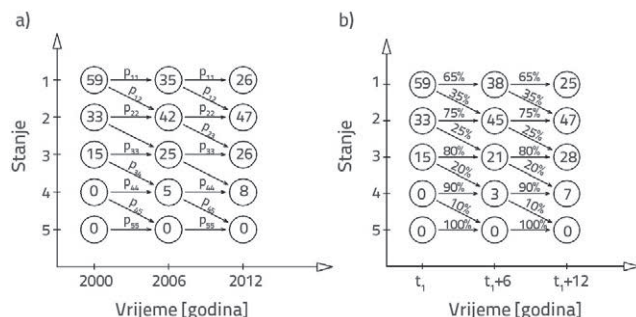 a)
Stanje
1 59 p₁₁ 35 p₁₁ 26
p₁₂ p₁₂
2 33 p₂₂ 42 p₂₂ 47
p₂₃
3 15 p₃₃ 25 p₃₃ 26
p₃₄
4 0 p₄₄ 5 p₄₄ 8
p₄₅ p₄₅
5 0 p₅₅ 0 p₅₅ 0
2000 2006 2012
Vrijeme [godina]
b)
Stanje
1 59 65% 38 65% 25
35% 35%
2 33 75% 45 75% 47
25% 25%
3 15 80% 21 80% 28
20% 20%
4 0 90% 3 90% 7
10% 10%
5 0 100% 0 100% 0
t₁ t₁+6 t₁+12
Vrijeme [godina]